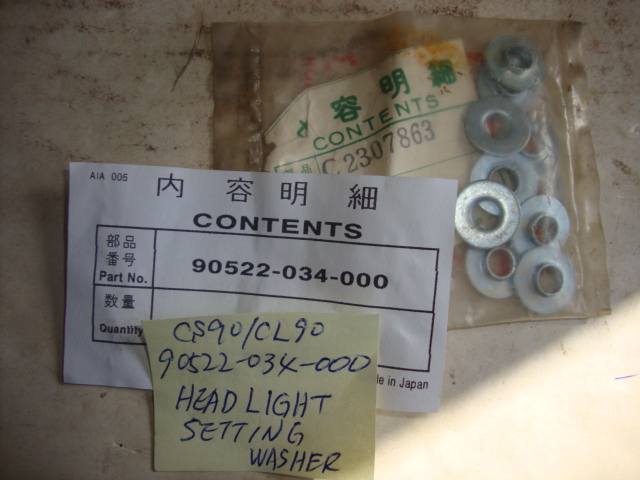 容明細
CONTENTS
C 2307863
AIA 005
内容明細
CONTENTS
部品
番号
Part No.
90522-034-000
数量
Quantity
de in Japan
CS90/CL90
90522-034-000
HEAD LIGHT
SETTING
WASHER